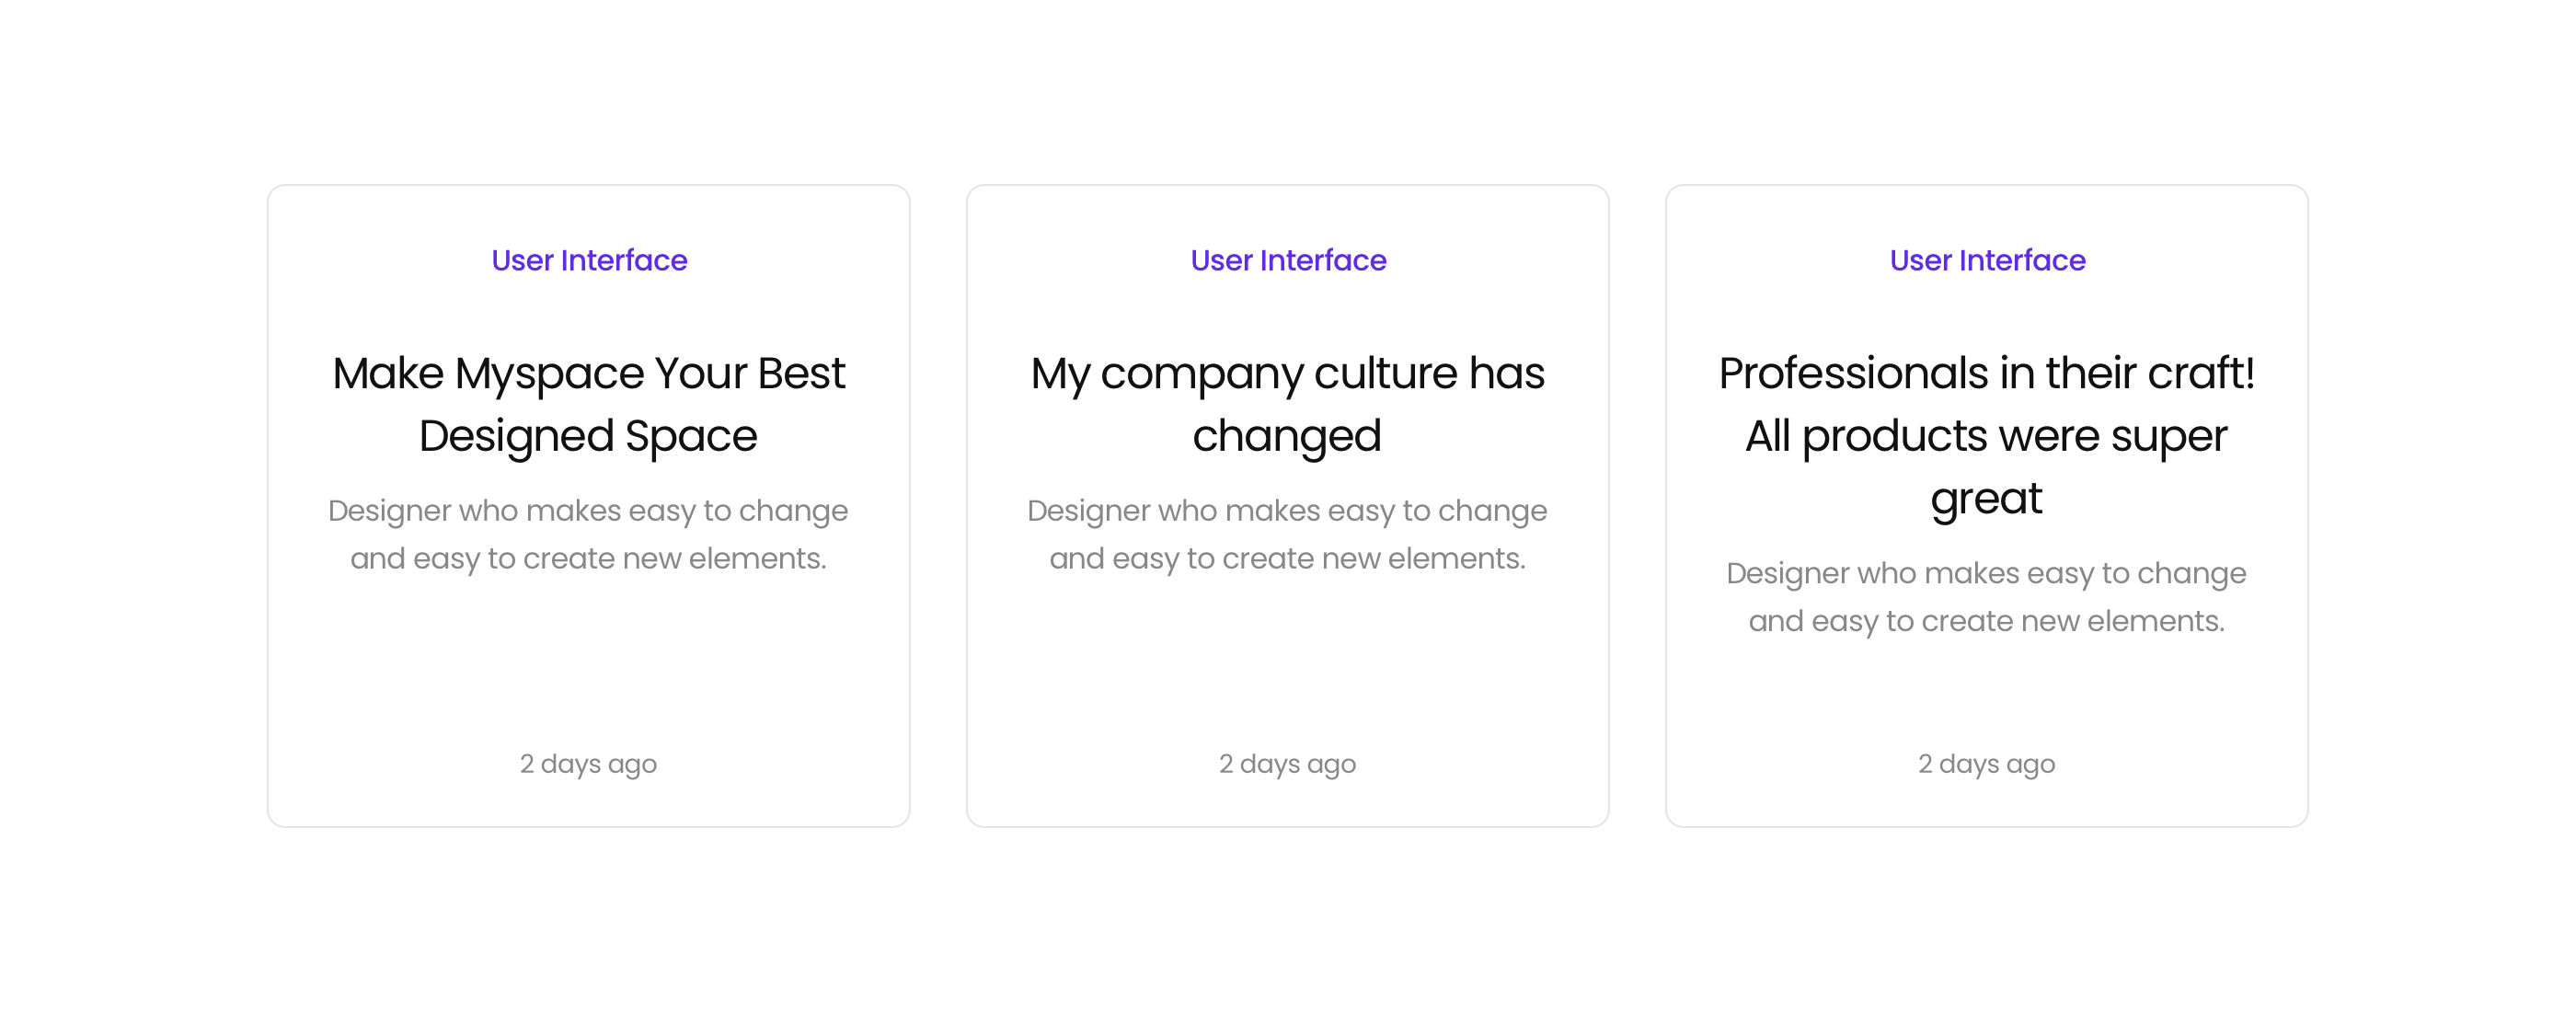 User Interface
Make Myspace Your Best
Designed Space
Designer who makes easy to change
and easy to create new elements.
2 days ago
User Interface
My company culture has
changed
Designer who makes easy to change
and easy to create new elements.
2 days ago
User Interface
Professionals in their craft!
All products were super
great
Designer who makes easy to change
and easy to create new elements.
2 days ago